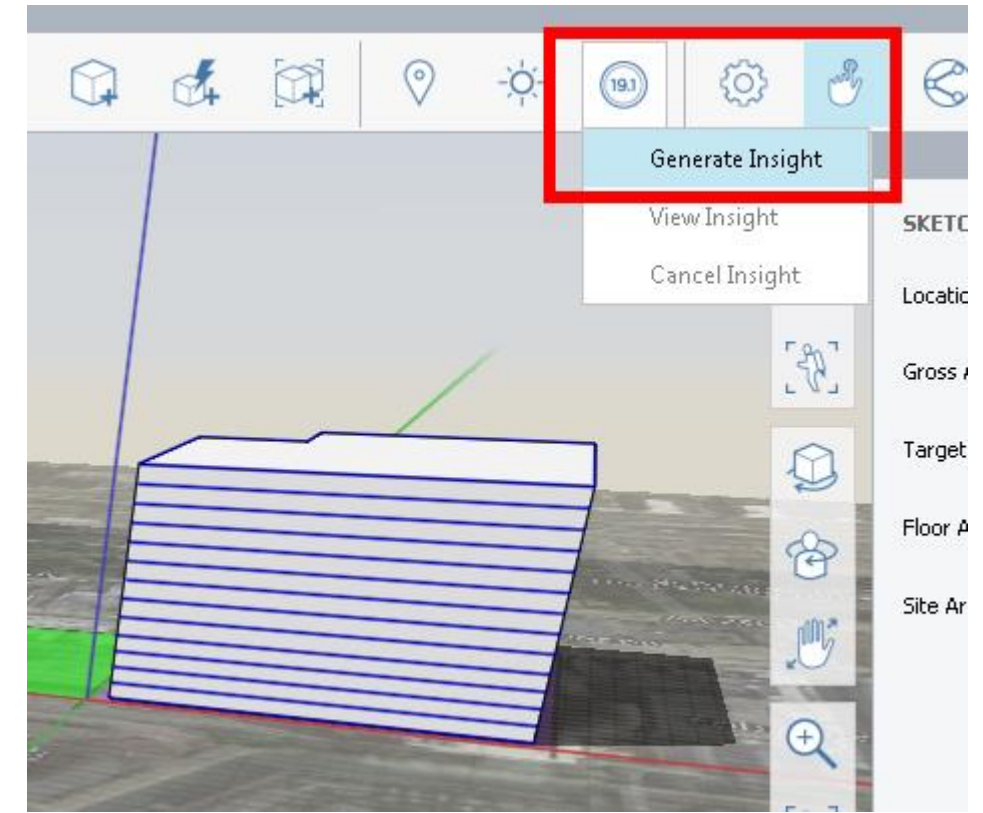 19.1
Generate Insight
View Insight
Cancel Insight
SKETC
Locatio
Gross A
Target
Floor A
Site Ar